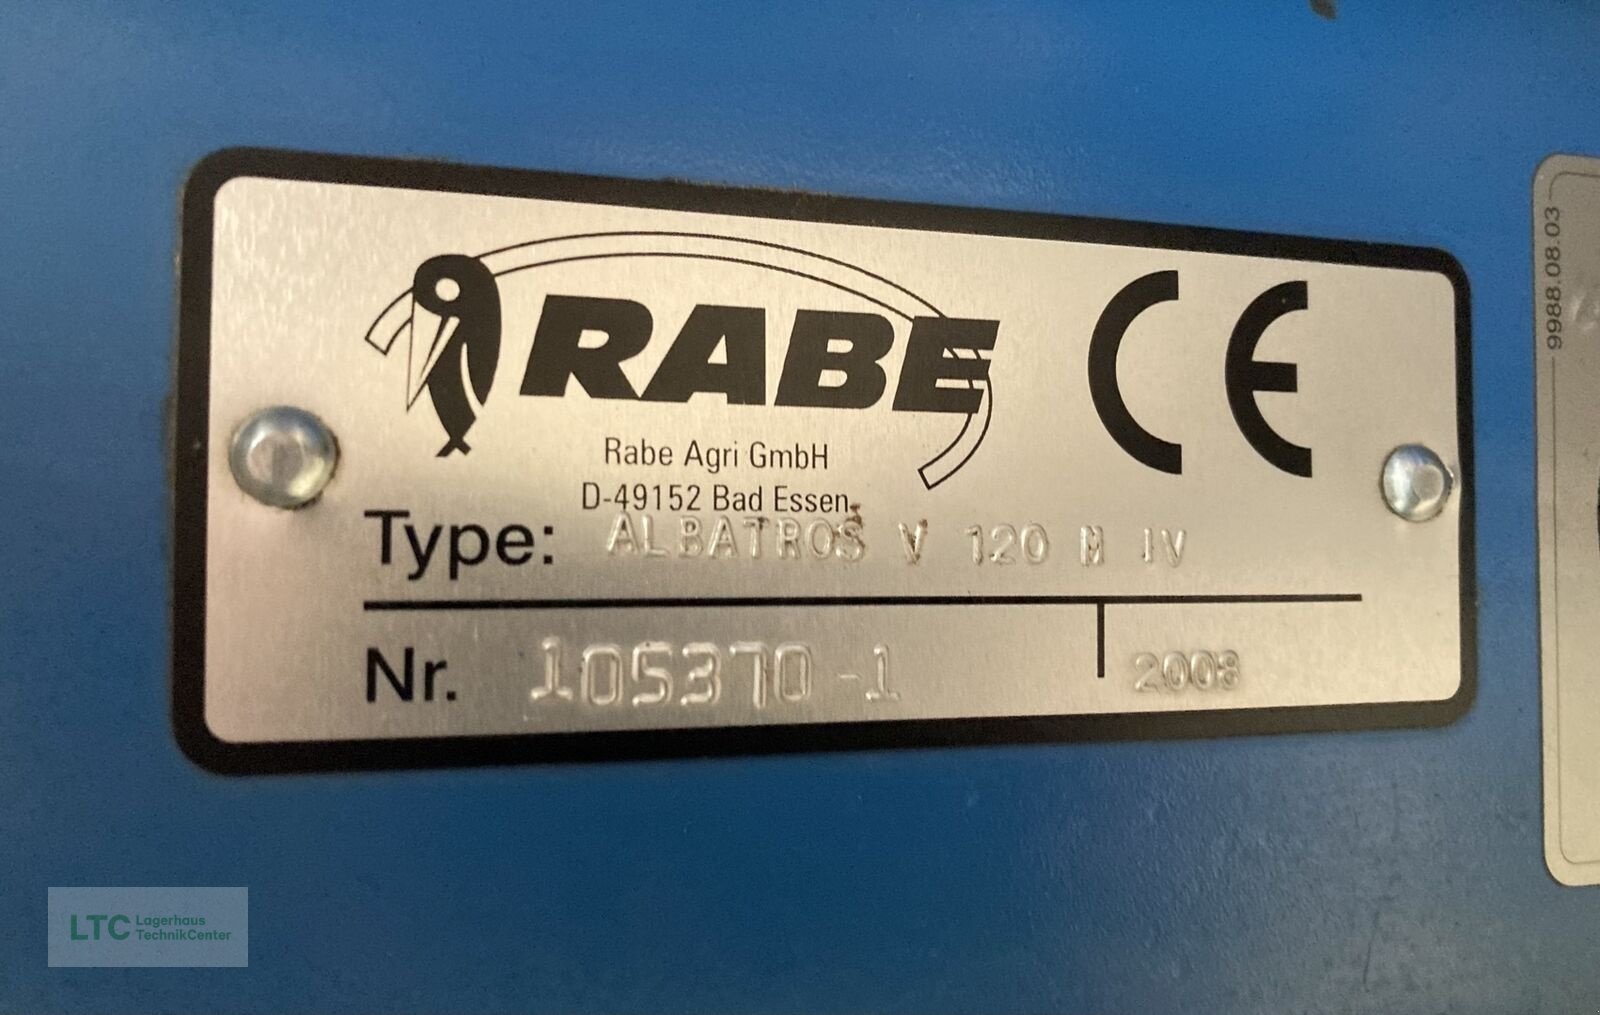 RABE
CE
Rabe Agri GmbH
D-49152 Bad Essen
Type: ALBATROS V 120 M IV
Nr. 105370-1 2008
9988.08.03
LTC Lagerhaus
TechnikCenter